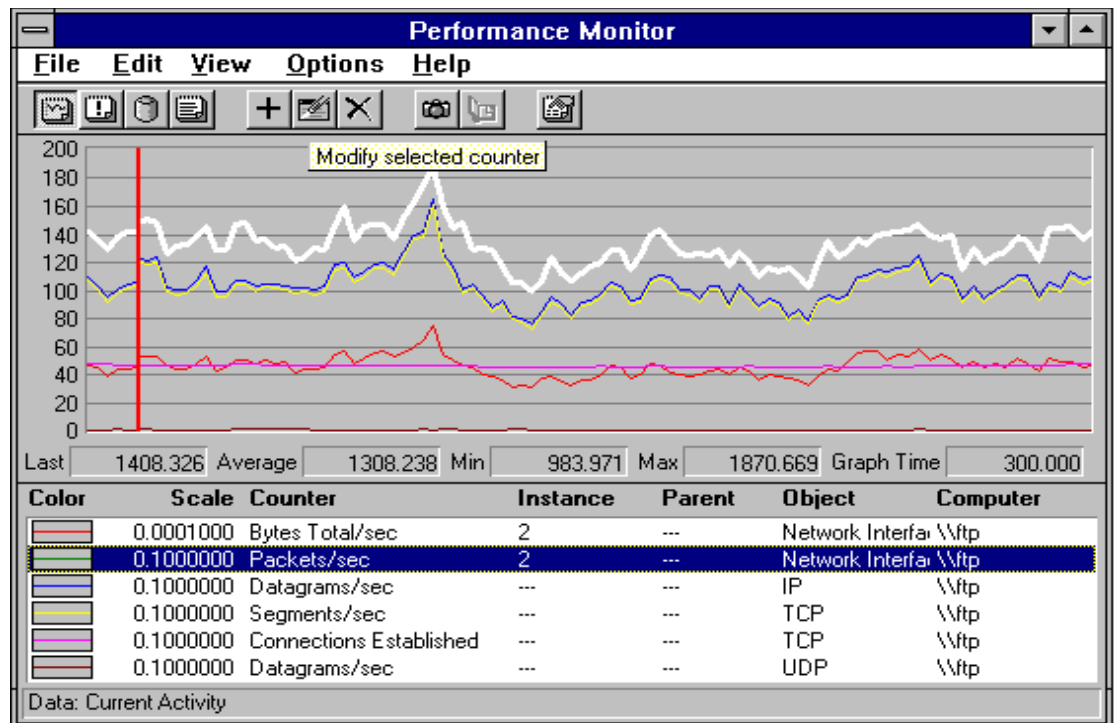 Performance Monitor
File Edit View Options Help
Modify selected counter
200
180
160
140
120
100
80
60
40
20
0
Last 1408.326 Average 1308.238 Min 983.971 Max 1870.669 Graph Time 300.000
Color Scale Counter Instance Parent Object Computer
0.0001000 Bytes Total/sec 2 --- Network Interfa \\ftp
0.1000000 Packets/sec 2 --- Network Interfa \\ftp
0.1000000 Datagrams/sec --- --- IP \\ftp
0.1000000 Segments/sec --- --- TCP \\ftp
0.1000000 Connections Established --- --- TCP \\ftp
0.1000000 Datagrams/sec --- --- UDP \\ftp
Data: Current Activity